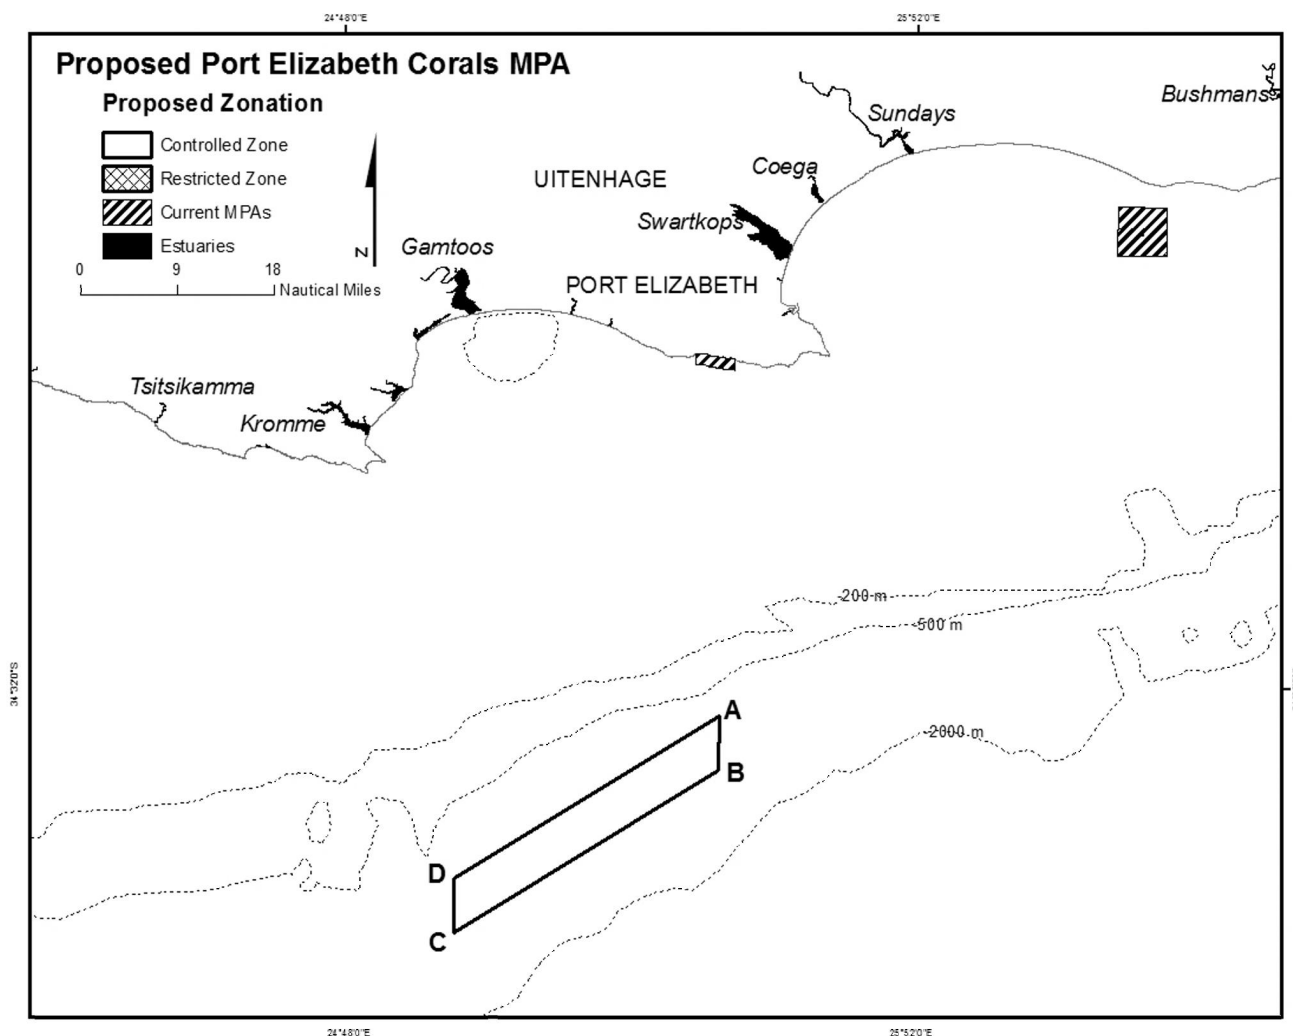 24°48'0"E
25°52'0"E
Proposed Port Elizabeth Corals MPA
Proposed Zonation
Controlled Zone
Restricted Zone
Current MPAs
Estuaries
0 9 18
Nautical Miles
N
Bushmans
Sundays
Coega
UITENHAGE
Swartkops
Gamtoos
PORT ELIZABETH
Tsitsikamma
Kromme
-200 m
-500 m
34°32'0"S
A
-2000 m
B
D
C
24°48'0"E
25°52'0"E